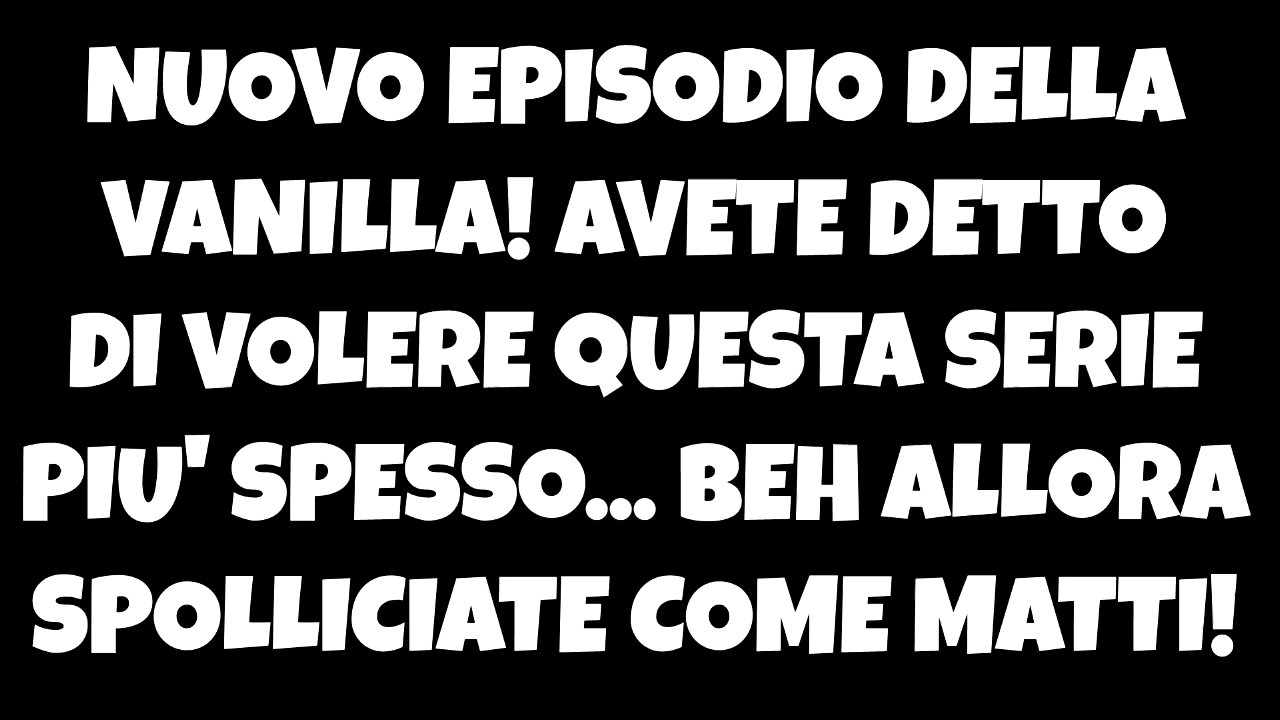 NUOVO EPISODIO DELLA
VANILLA! AVETE DETTO
DI VOLERE QUESTA SERIE
PIU' SPESSO... BEH ALLORA
SPOLLICIATE COME MATTI!